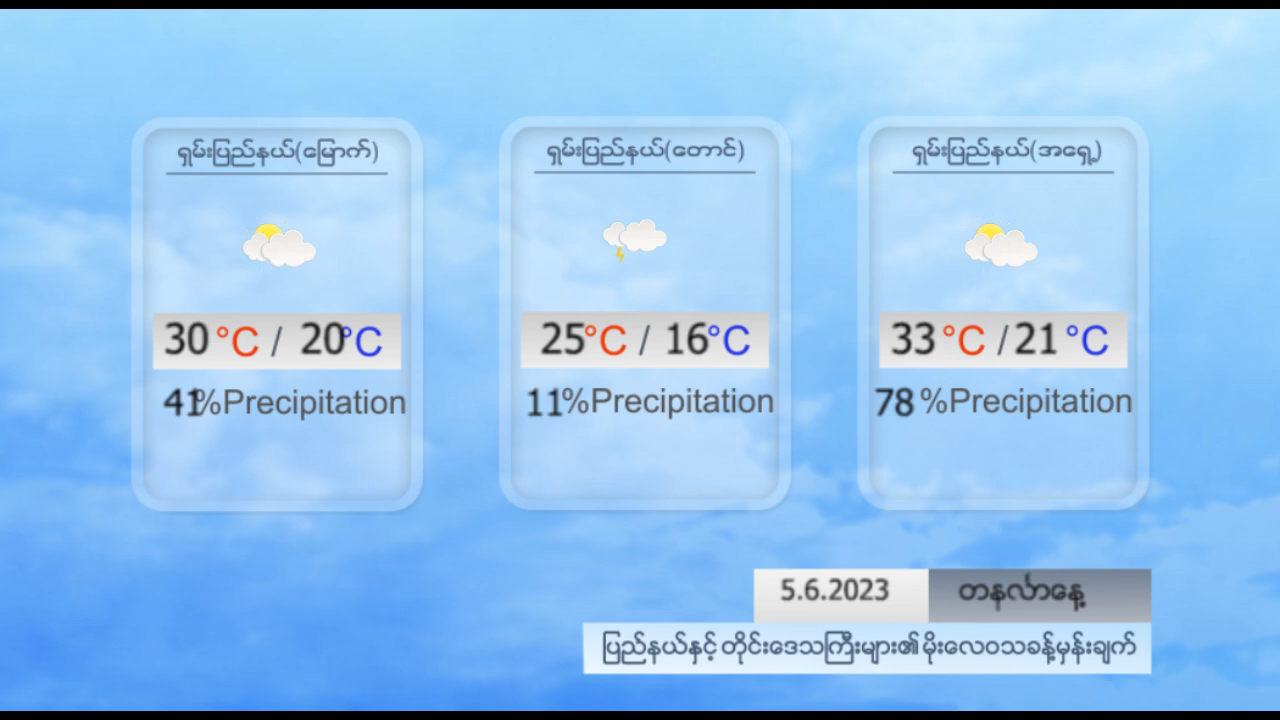 ရှမ်းပြည်နယ်(မြောက်)
30 °C / 20°C
41%Precipitation
ရှမ်းပြည်နယ်(တောင်)
25°C / 16°C
11%Precipitation
ရှမ်းပြည်နယ်(အရှေ့)
33 °C / 21 °C
78 %Precipitation
5.6.2023 တနင်္လာနေ့
ပြည်နယ်နှင့် တိုင်းဒေသကြီးများ၏ မိုးလေဝသခန့်မှန်းချက်